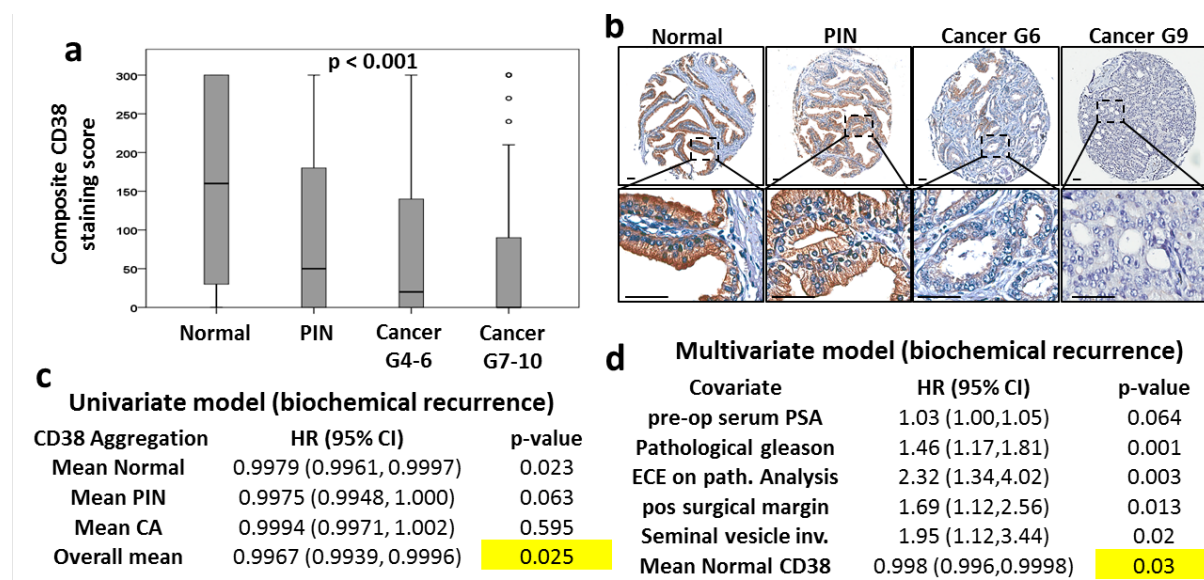 a
p < 0.001
Composite CD38
staining score
300
250
200
150
100
50
0
Normal
PIN
Cancer
G4-6
Cancer
G7-10
b
Normal PIN Cancer G6 Cancer G9
c
Univariate model (biochemical recurrence)
CD38 Aggregation HR (95% CI) p-value
Mean Normal 0.9979 (0.9961, 0.9997) 0.023
Mean PIN 0.9975 (0.9948, 1.000) 0.063
Mean CA 0.9994 (0.9971, 1.002) 0.595
Overall mean 0.9967 (0.9939, 0.9996) 0.025
d
Multivariate model (biochemical recurrence)
Covariate HR (95% CI) p-value
pre-op serum PSA 1.03 (1.00,1.05) 0.064
Pathological gleason 1.46 (1.17,1.81) 0.001
ECE on path. Analysis 2.32 (1.34,4.02) 0.003
pos surgical margin 1.69 (1.12,2.56) 0.013
Seminal vesicle inv. 1.95 (1.12,3.44) 0.02
Mean Normal CD38 0.998 (0.996,0.9998) 0.03